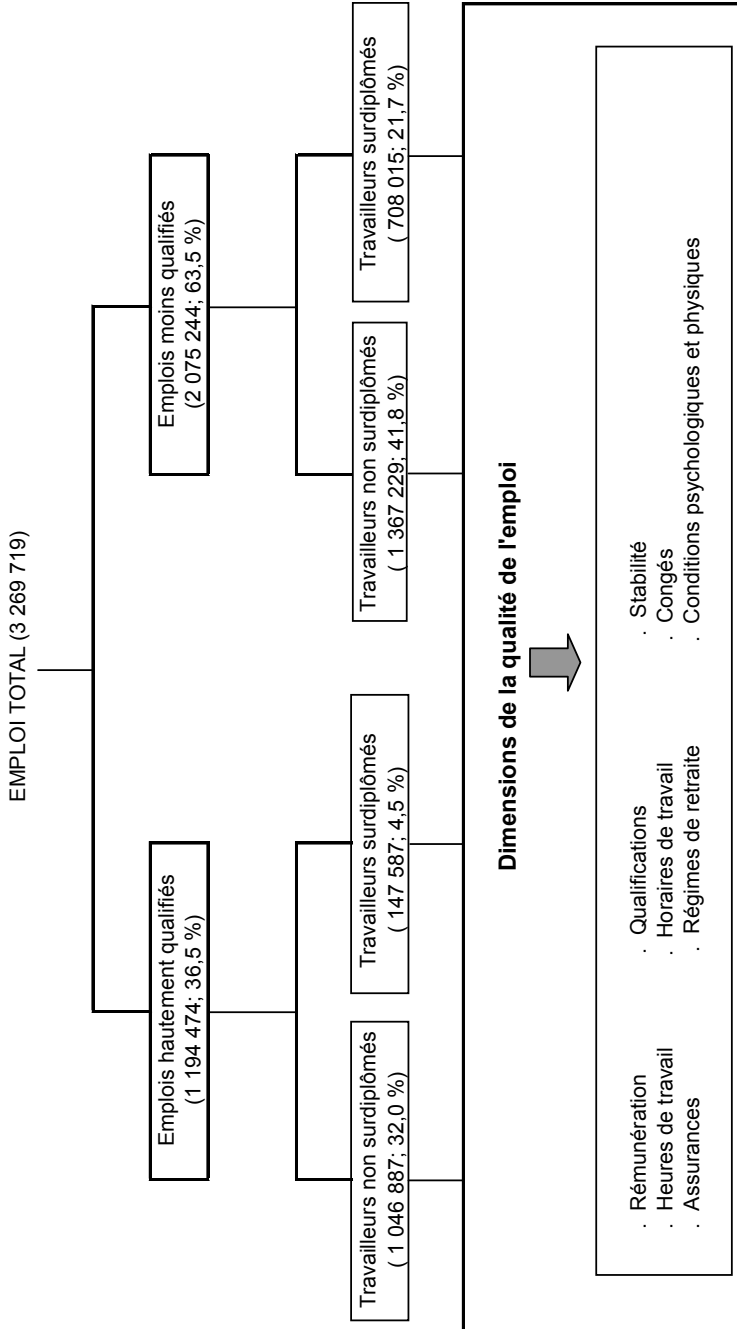 EMPLOI TOTAL (3 269 719)
Emplois hautement qualifiés
(1 194 474; 36,5 %)
Emplois moins qualifiés
(2 075 244; 63,5 %)
Travailleurs non surdiplômés
( 1 046 887; 32,0 %)
Travailleurs surdiplômés
( 147 587; 4,5 %)
Travailleurs non surdiplômés
( 1 367 229; 41,8 %)
Travailleurs surdiplômés
( 708 015; 21,7 %)
Dimensions de la qualité de l'emploi
. Rémunération
. Heures de travail
. Assurances
. Qualifications
. Horaires de travail
. Régimes de retraite
. Stabilité
. Congés
. Conditions psychologiques et physiques